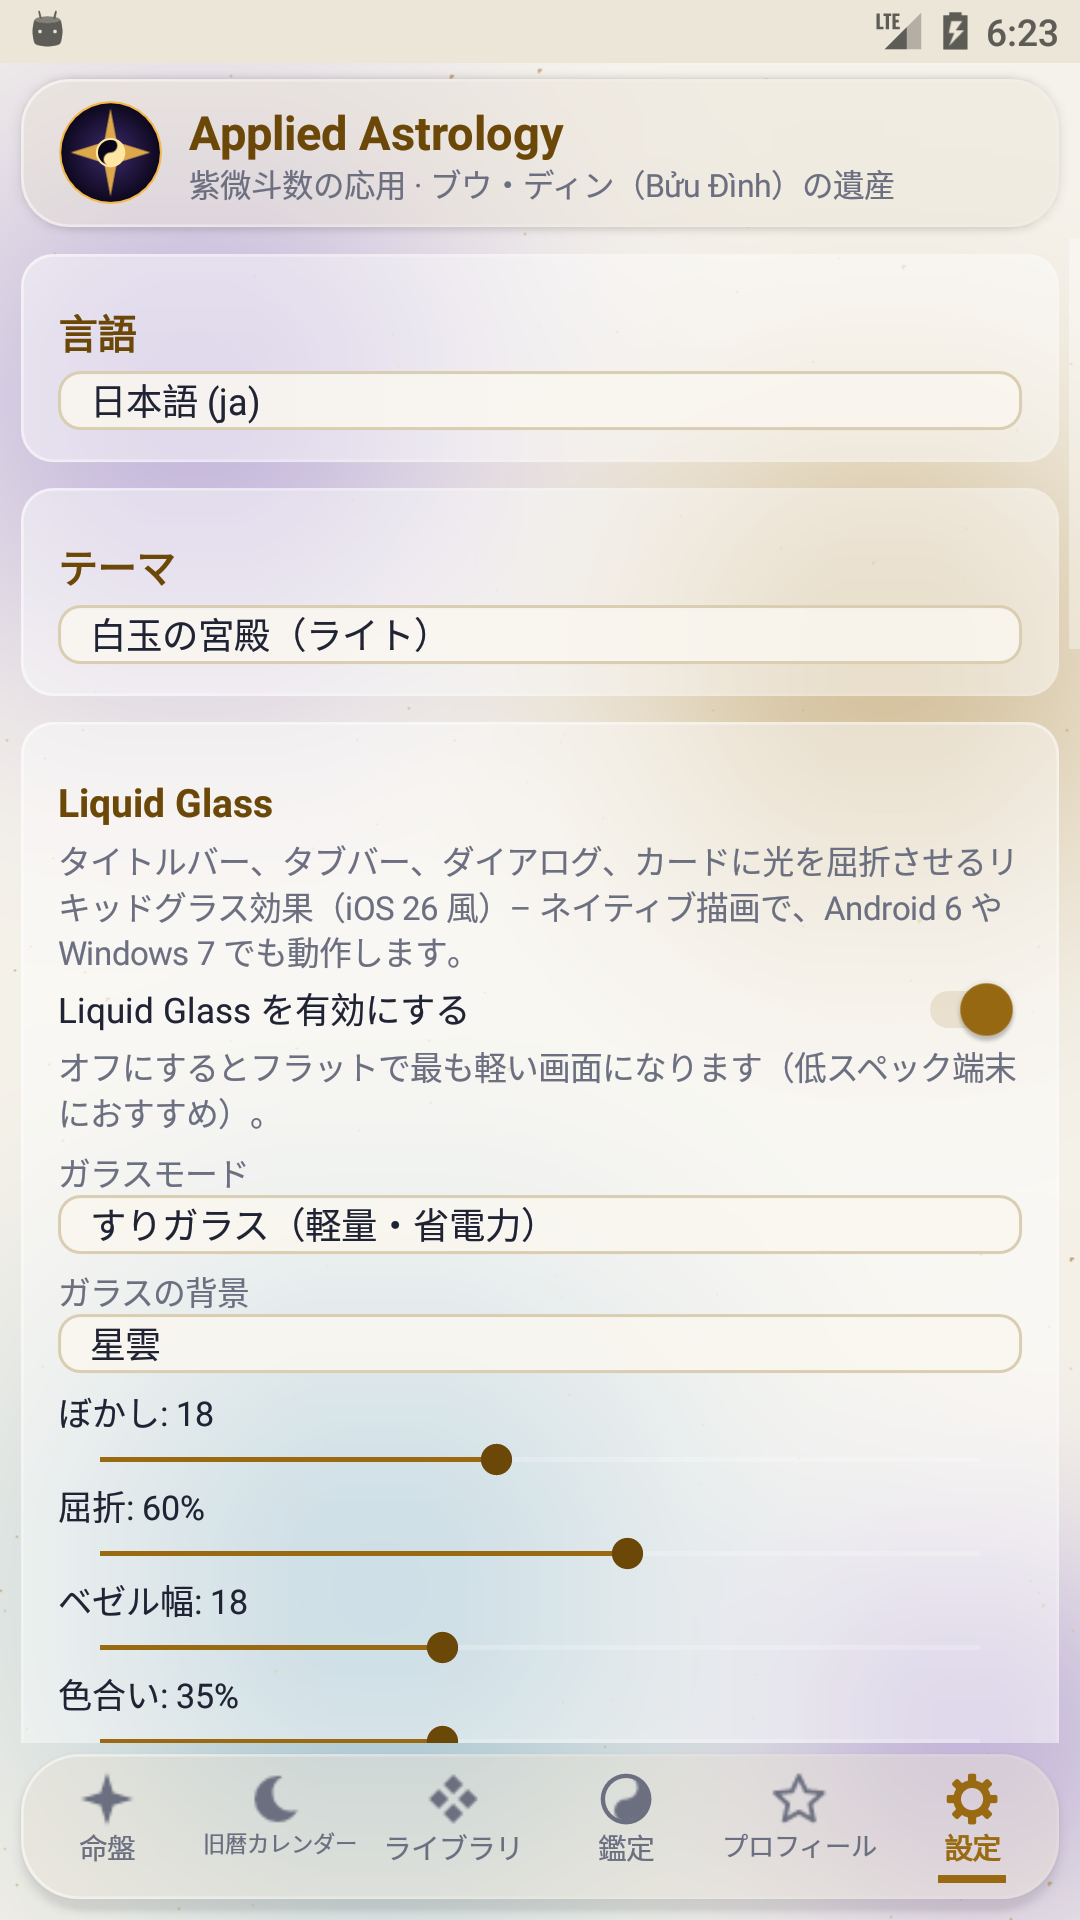 LTE 6:23
Applied Astrology
紫微斗数の応用 · ブウ・ディン（Bửu Đình）の遺産
言語
日本語 (ja)
テーマ
白玉の宮殿（ライト）
Liquid Glass
タイトルバー、タブバー、ダイアログ、カードに光を屈折させるリ
キッドグラス効果（iOS 26 風）– ネイティブ描画で、Android 6 や
Windows 7 でも動作します。
Liquid Glass を有効にする
オフにするとフラットで最も軽い画面になります（低スペック端末
におすすめ）。
ガラスモード
すりガラス（軽量・省電力）
ガラスの背景
星雲
ぼかし: 18
屈折: 60%
ベゼル幅: 18
色合い: 35%
命盤 旧暦カレンダー ライブラリ 鑑定 プロフィール 設定